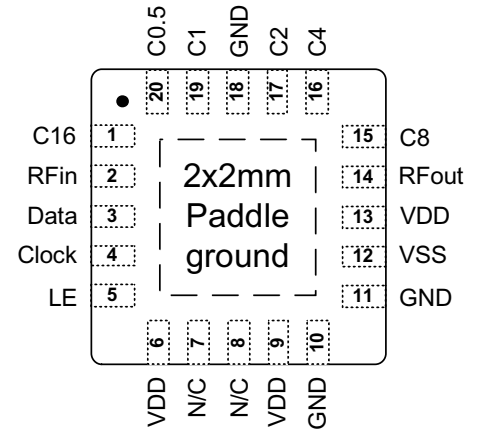 C0.5 C1 GND C2 C4
20 19 18 17 16
C16 1 15 C8
RFin 2 2x2mm 14 RFout
Data 3 Paddle 13 VDD
Clock 4 ground 12 VSS
LE 5 11 GND
6 7 8 9 10
VDD N/C N/C VDD GND